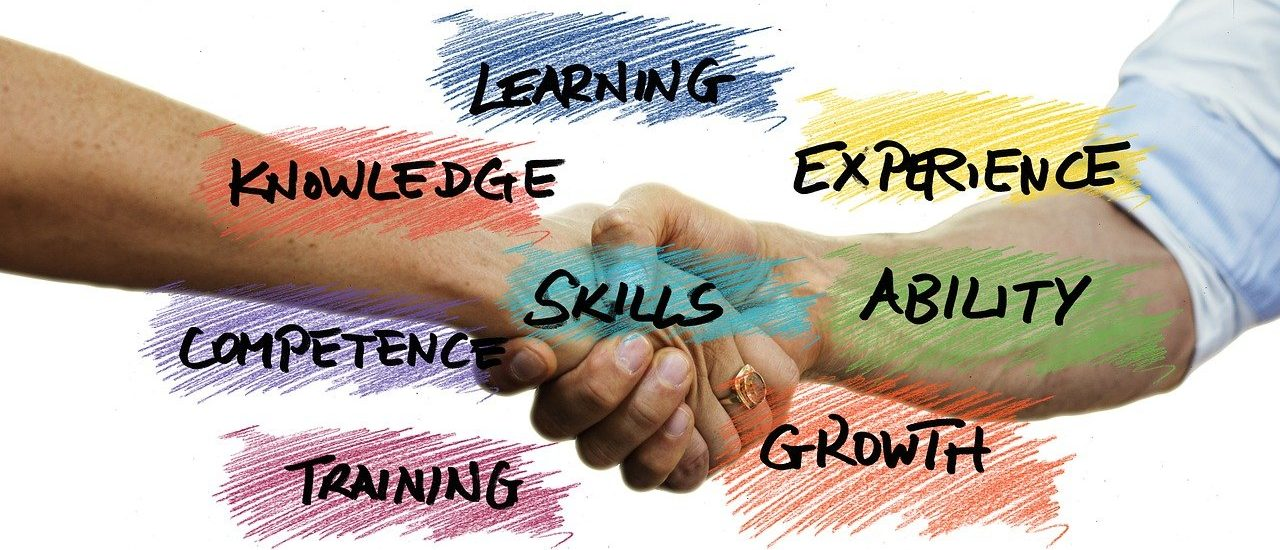 LEARNING
KNOWLEDGE
EXPERIENCE
SKILLS
ABILITY
COMPETENCE
GROWTH
TRAINING